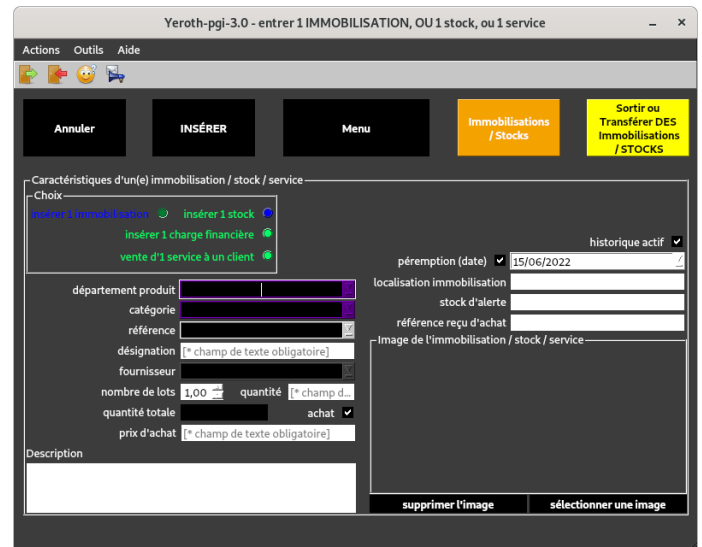 Yeroth-pgi-3.0 - entrer 1 IMMOBILISATION, OU 1 stock, ou 1 service
Actions Outils Aide
Annuler
INSÉRER
Menu
Immobilisations
/ Stocks
Sortir ou
Transférer DES
Immobilisations
/ STOCKS
Caractéristiques d'un(e) immobilisation / stock / service
Choix
insérer 1 immobilisation
insérer 1 stock
insérer 1 charge financière
vente d'1 service à un client
département produit
catégorie
référence
désignation [* champ de texte obligatoire]
fournisseur
nombre de lots 1,00 quantité [* champ d...
quantité totale achat
prix d'achat [* champ de texte obligatoire]
Description
historique actif
péremption (date) 15/06/2022
localisation immobilisation
stock d'alerte
référence reçu d'achat
Image de l'immobilisation / stock / service
supprimer l'image
sélectionner une image